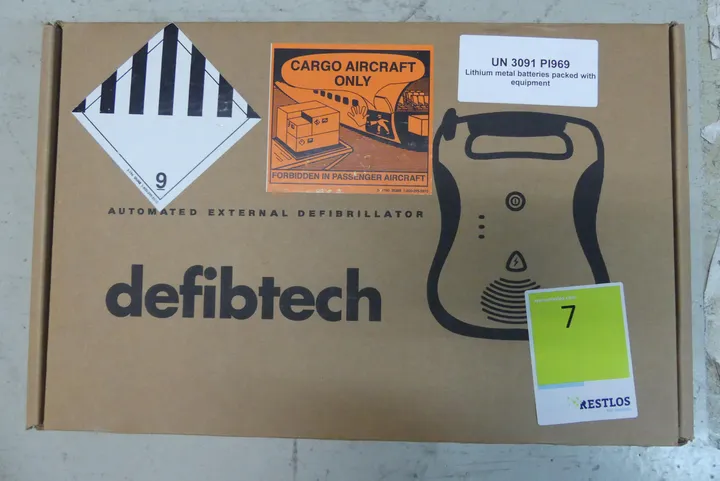 9
CARGO AIRCRAFT
ONLY
FORBIDDEN IN PASSENGER AIRCRAFT
UN 3091 PI969
Lithium metal batteries packed with
equipment
AUTOMATED EXTERNAL DEFIBRILLATOR
defibtech
7
RESTLOS